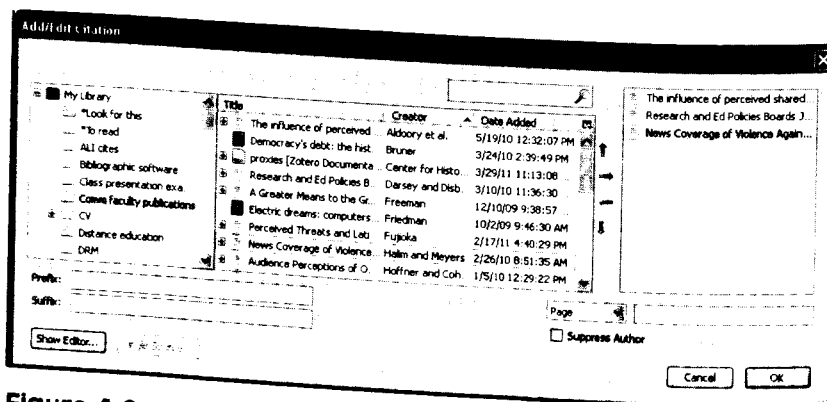 Add/Edit Citation
My Library
*Look for this
*To read
ALI cites
Bibliographic software
Class presentation exa.
Comm faculty publications
CV
Distance education
DRM
Title Creator Date Added
The influence of perceived... Aldoory et al. 5/19/10 12:32:07 PM
Democracy's debt: the hist... Bruner 3/24/10 2:39:49 PM
proxies [Zotero Documenta... Center for Histo... 3/29/11 11:13:08 ...
Research and Ed Policies B... Darsey and Disb... 3/10/10 11:36:30 ...
A Greater Means to the Gr... Freeman 12/10/09 9:38:57 ...
Electric dreams: computers... Friedman 10/2/09 9:46:30 AM
Perceived Threats and Lati... Fujioka 2/17/11 4:40:29 PM
News Coverage of Violence... Halim and Meyers 2/26/10 8:51:35 AM
Audience Perceptions of O... Hoffner and Coh... 1/5/10 12:29:22 PM
The influence of perceived shared...
Research and Ed Policies Boards J...
News Coverage of Violence Again...
Prefix:
Suffix:
Page
Suppress Author
Show Editor...
Cancel OK